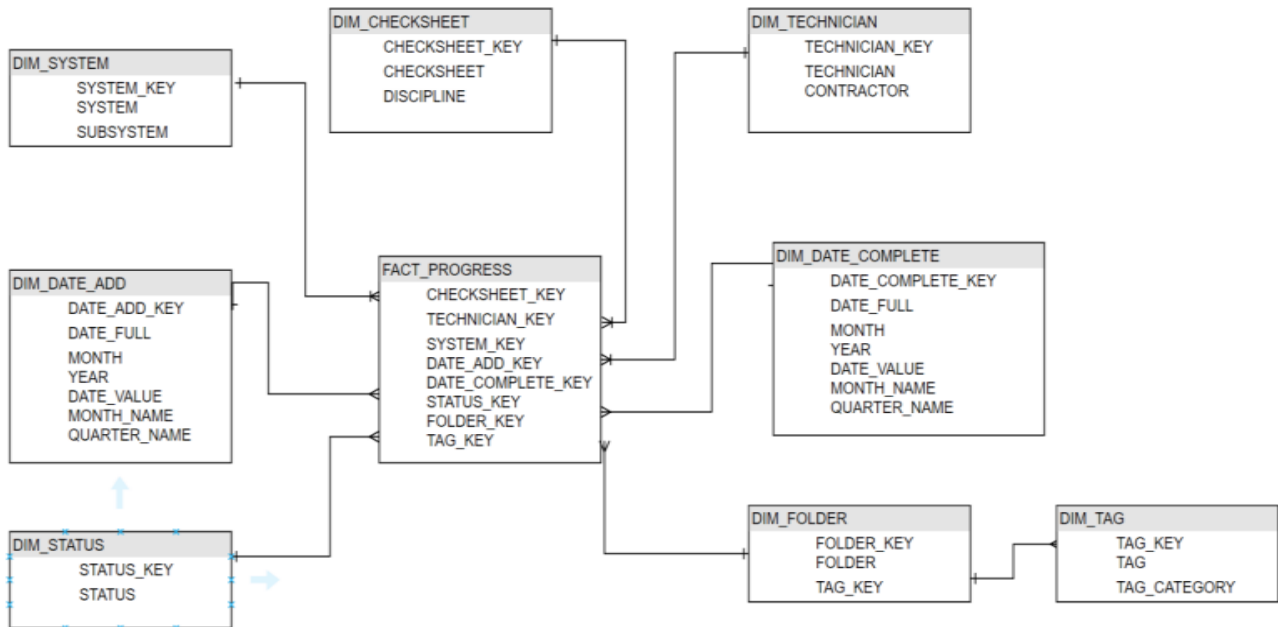 DIM_CHECKSHEET
CHECKSHEET_KEY
CHECKSHEET
DISCIPLINE
DIM_TECHNICIAN
TECHNICIAN_KEY
TECHNICIAN
CONTRACTOR
DIM_SYSTEM
SYSTEM_KEY
SYSTEM
SUBSYSTEM
DIM_DATE_ADD
DATE_ADD_KEY
DATE_FULL
MONTH
YEAR
DATE_VALUE
MONTH_NAME
QUARTER_NAME
FACT_PROGRESS
CHECKSHEET_KEY
TECHNICIAN_KEY
SYSTEM_KEY
DATE_ADD_KEY
DATE_COMPLETE_KEY
STATUS_KEY
FOLDER_KEY
TAG_KEY
DIM_DATE_COMPLETE
DATE_COMPLETE_KEY
DATE_FULL
MONTH
YEAR
DATE_VALUE
MONTH_NAME
QUARTER_NAME
DIM_STATUS
STATUS_KEY
STATUS
DIM_FOLDER
FOLDER_KEY
FOLDER
TAG_KEY
DIM_TAG
TAG_KEY
TAG
TAG_CATEGORY